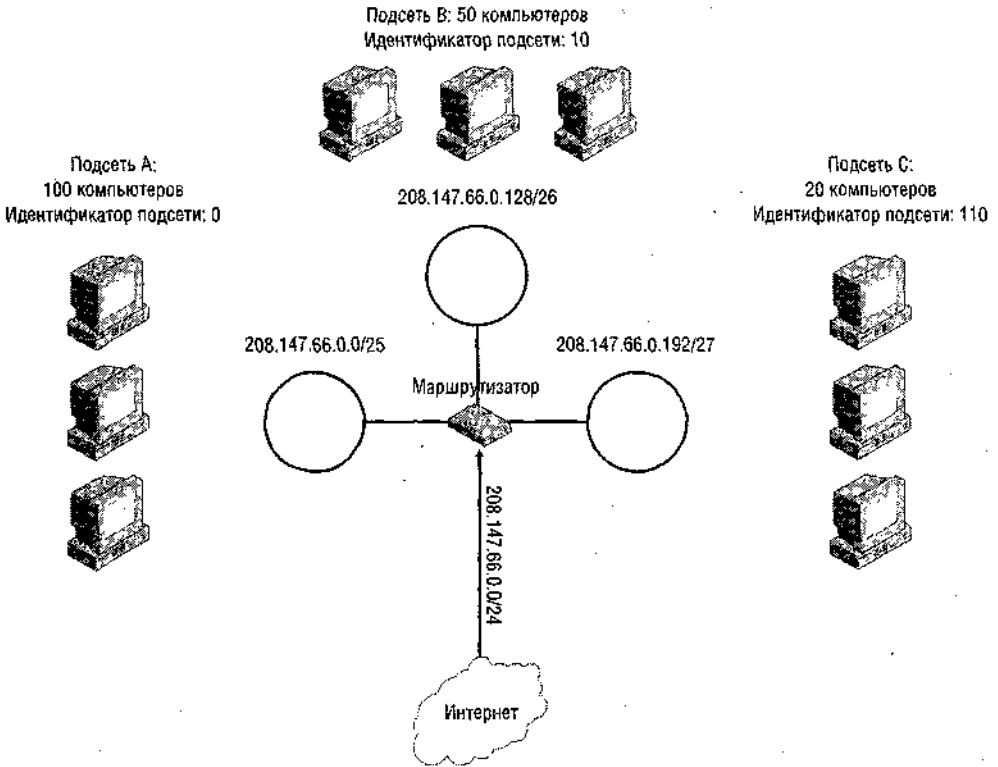 Подсеть B: 50 компьютеров
Идентификатор подсети: 10
Подсеть A:
100 компьютеров
Идентификатор подсети: 0
Подсеть C:
20 компьютеров
Идентификатор подсети: 110
208.147.66.0.128/26
208.147.66.0.0/25
208.147.66.0.192/27
Маршрутизатор
208.147.66.0.0/24
Интернет